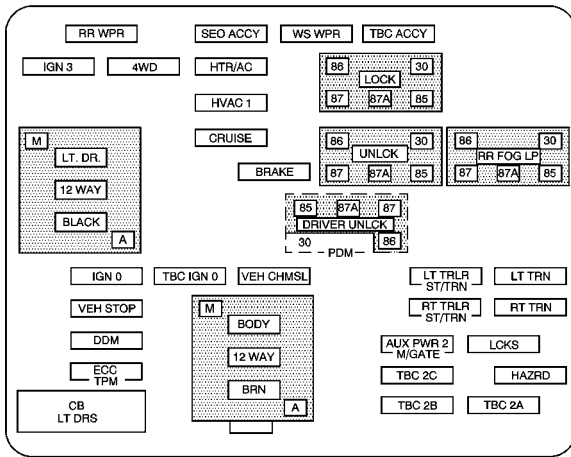 RR WPR
SEO ACCY
WS WPR
TBC ACCY
IGN 3
4WD
HTR/AC
86
30
LOCK
87
87A
85
HVAC 1
CRUISE
86
30
UNLCK
87
87A
85
86
30
RR FOG LP
87
87A
85
M
LT. DR.
12 WAY
BLACK
A
BRAKE
85
87A
87
DRIVER UNLCK
30
86
PDM
IGN 0
TBC IGN 0
VEH CHMSL
LT TRLR
ST/TRN
LT TRN
VEH STOP
M
BODY
12 WAY
BRN
A
RT TRLR
ST/TRN
RT TRN
DDM
AUX PWR 2
M/GATE
LCKS
ECC
TPM
TBC 2C
HAZRD
CB
LT DRS
TBC 2B
TBC 2A